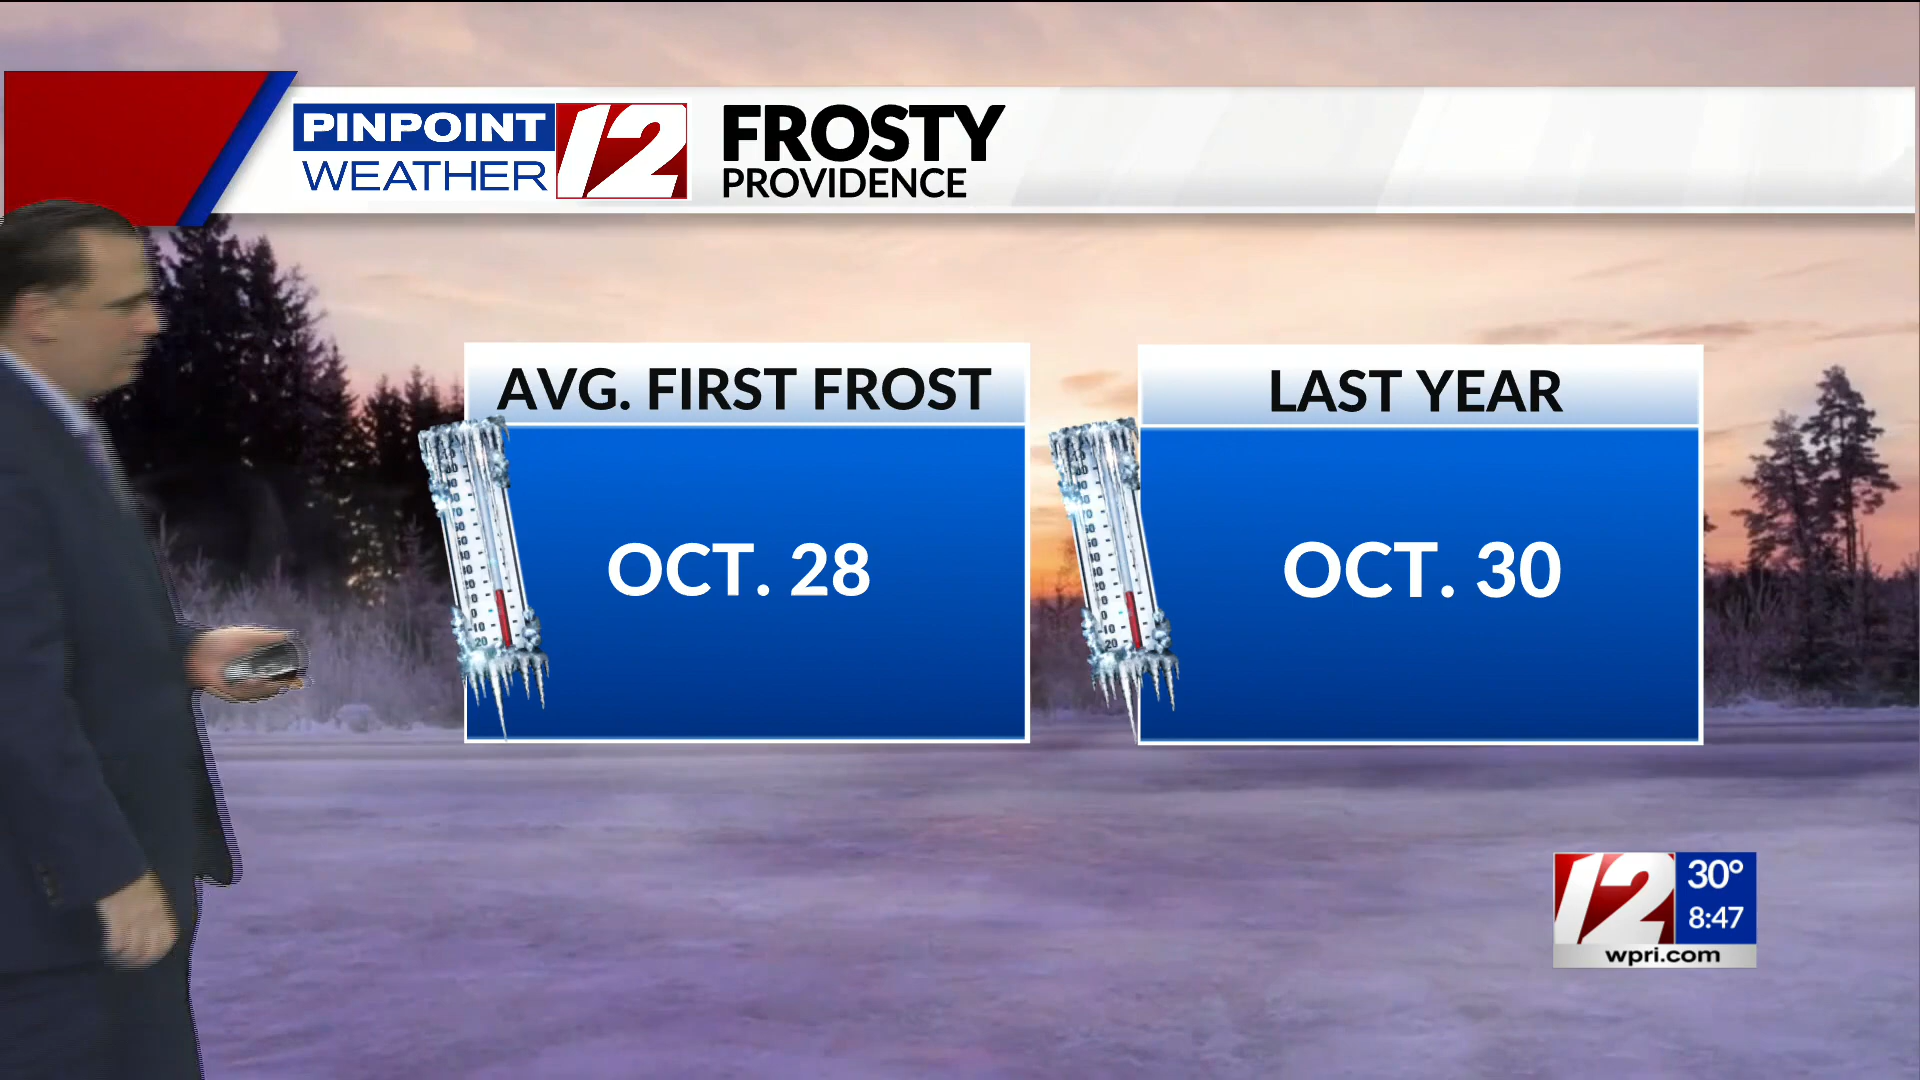 PINPOINT
WEATHER
12
FROSTY
PROVIDENCE
AVG. FIRST FROST
OCT. 28
LAST YEAR
OCT. 30
12
30°
8:47
wpri.com